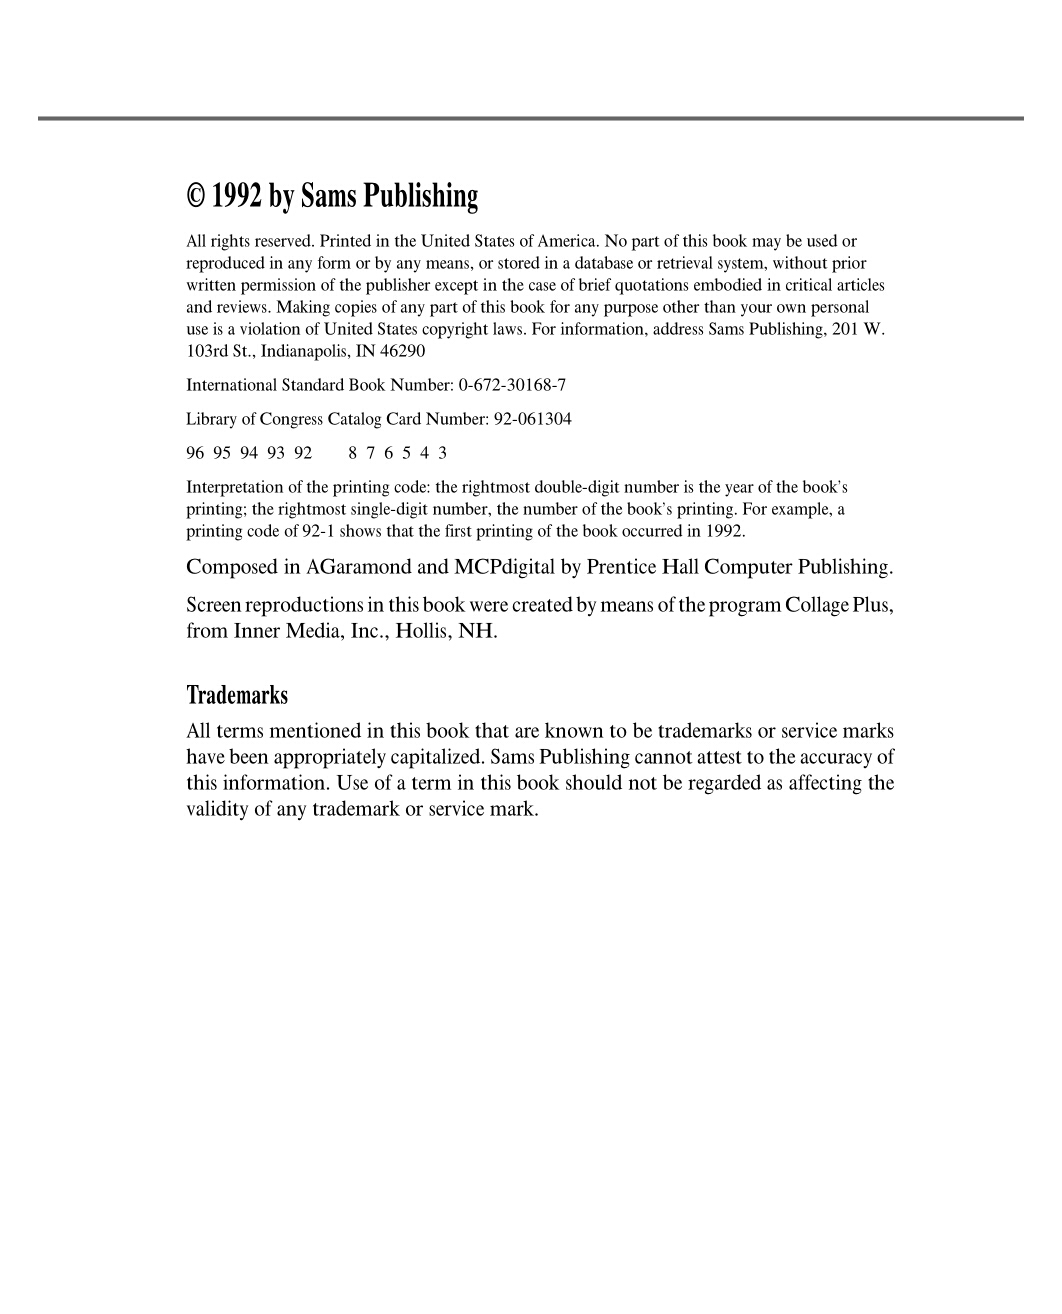 © 1992 by Sams Publishing
All rights reserved. Printed in the United States of America. No part of this book may be used or
reproduced in any form or by any means, or stored in a database or retrieval system, without prior
written permission of the publisher except in the case of brief quotations embodied in critical articles
and reviews. Making copies of any part of this book for any purpose other than your own personal
use is a violation of United States copyright laws. For information, address Sams Publishing, 201 W.
103rd St., Indianapolis, IN 46290
International Standard Book Number: 0-672-30168-7
Library of Congress Catalog Card Number: 92-061304
96 95 94 93 92 8 7 6 5 4 3
Interpretation of the printing code: the rightmost double-digit number is the year of the book's
printing; the rightmost single-digit number, the number of the book's printing. For example, a
printing code of 92-1 shows that the first printing of the book occurred in 1992.
Composed in AGaramond and MCPdigital by Prentice Hall Computer Publishing.
Screen reproductions in this book were created by means of the program Collage Plus,
from Inner Media, Inc., Hollis, NH.
Trademarks
All terms mentioned in this book that are known to be trademarks or service marks
have been appropriately capitalized. Sams Publishing cannot attest to the accuracy of
this information. Use of a term in this book should not be regarded as affecting the
validity of any trademark or service mark.